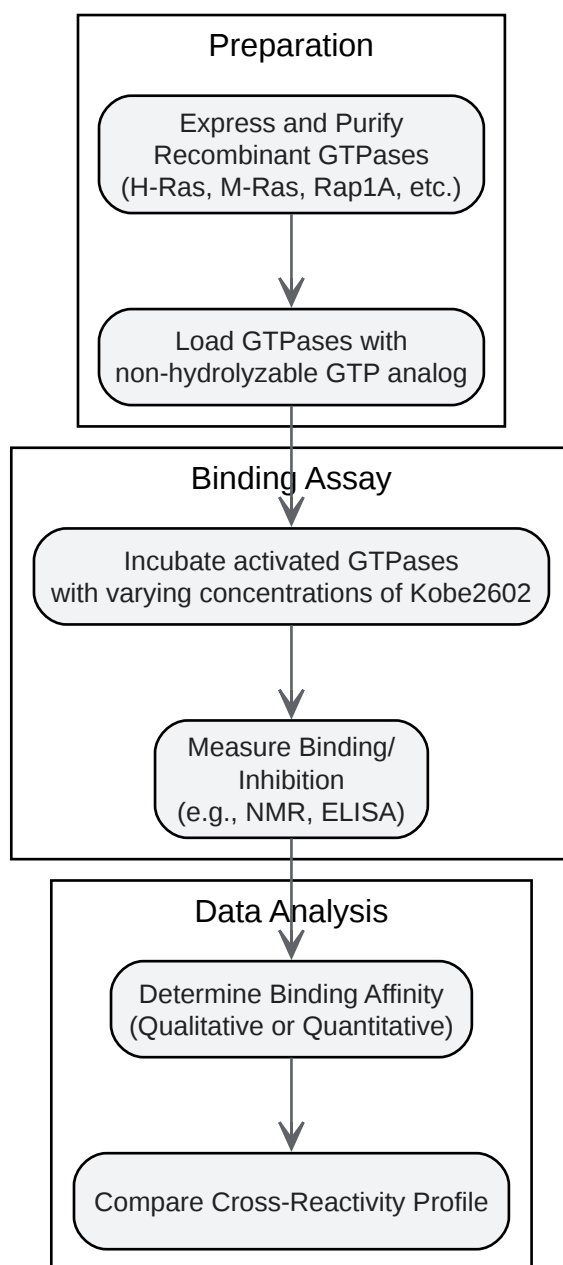 Preparation
Express and Purify
Recombinant GTPases
(H-Ras, M-Ras, Rap1A, etc.)
Load GTPases with
non-hydrolyzable GTP analog
Binding Assay
Incubate activated GTPases
with varying concentrations of Kobe2602
Measure Binding/
Inhibition
(e.g., NMR, ELISA)
Data Analysis
Determine Binding Affinity
(Qualitative or Quantitative)
Compare Cross-Reactivity Profile